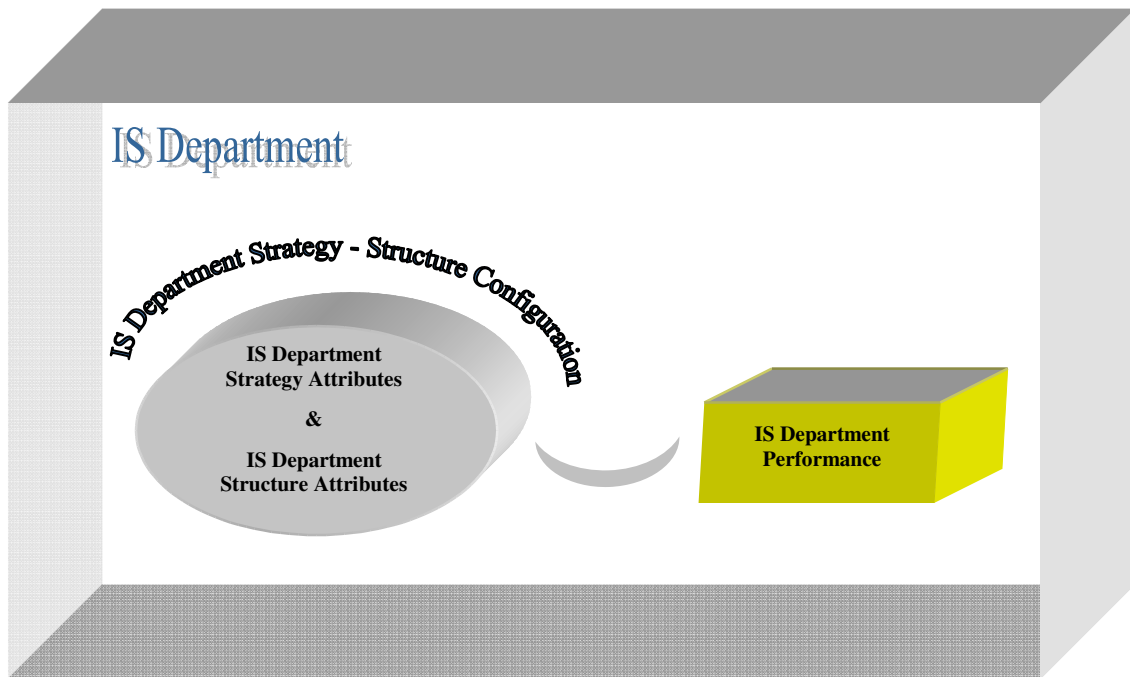 IS Department
IS Department Strategy - Structure Configuration
IS Department
Strategy Attributes
&
IS Department
Structure Attributes
IS Department
Performance